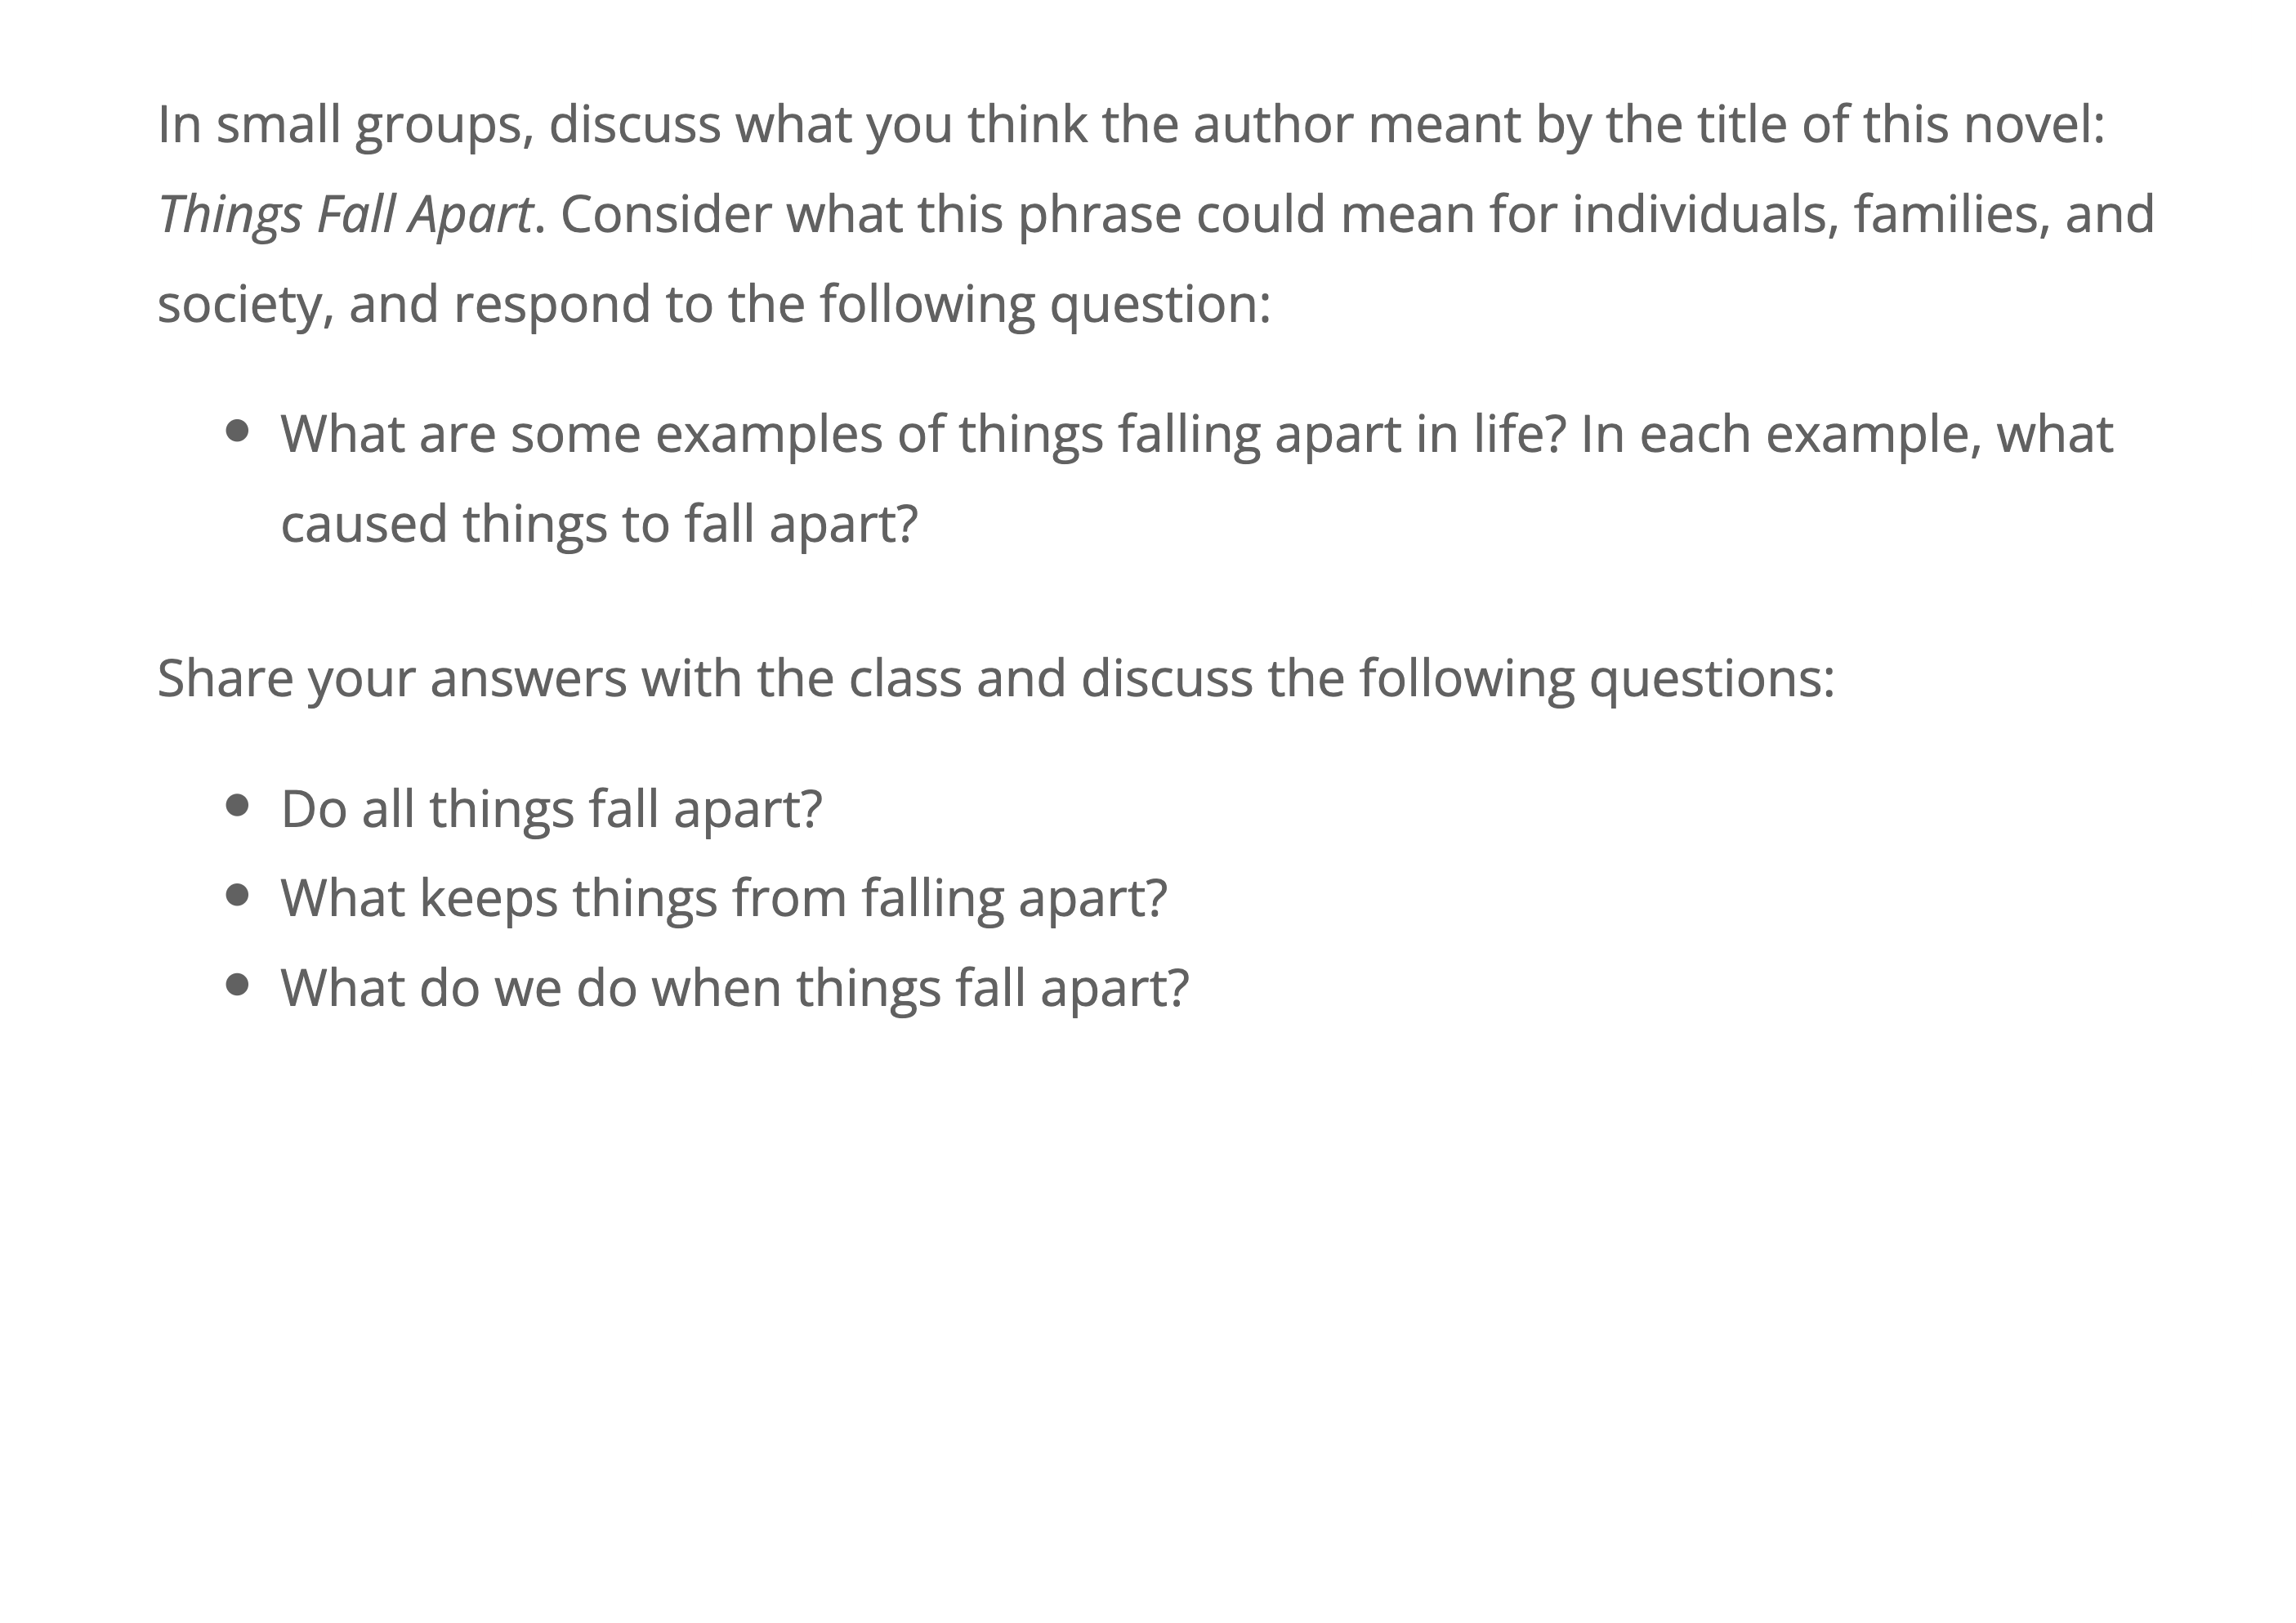 In small groups, discuss what you think the author meant by the title of this novel:
Things Fall Apart. Consider what this phrase could mean for individuals, families, and
society, and respond to the following question:
● What are some examples of things falling apart in life? In each example, what
caused things to fall apart?
Share your answers with the class and discuss the following questions:
● Do all things fall apart?
● What keeps things from falling apart?
● What do we do when things fall apart?